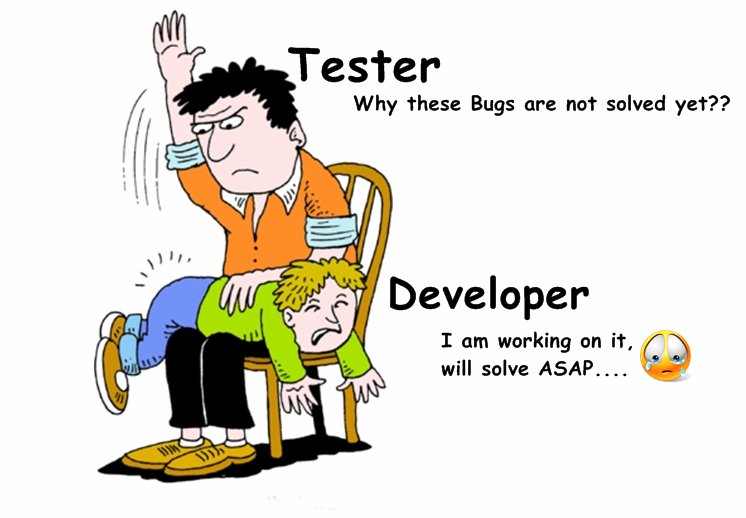 Tester
Why these Bugs are not solved yet??
Developer
I am working on it,
will solve ASAP....